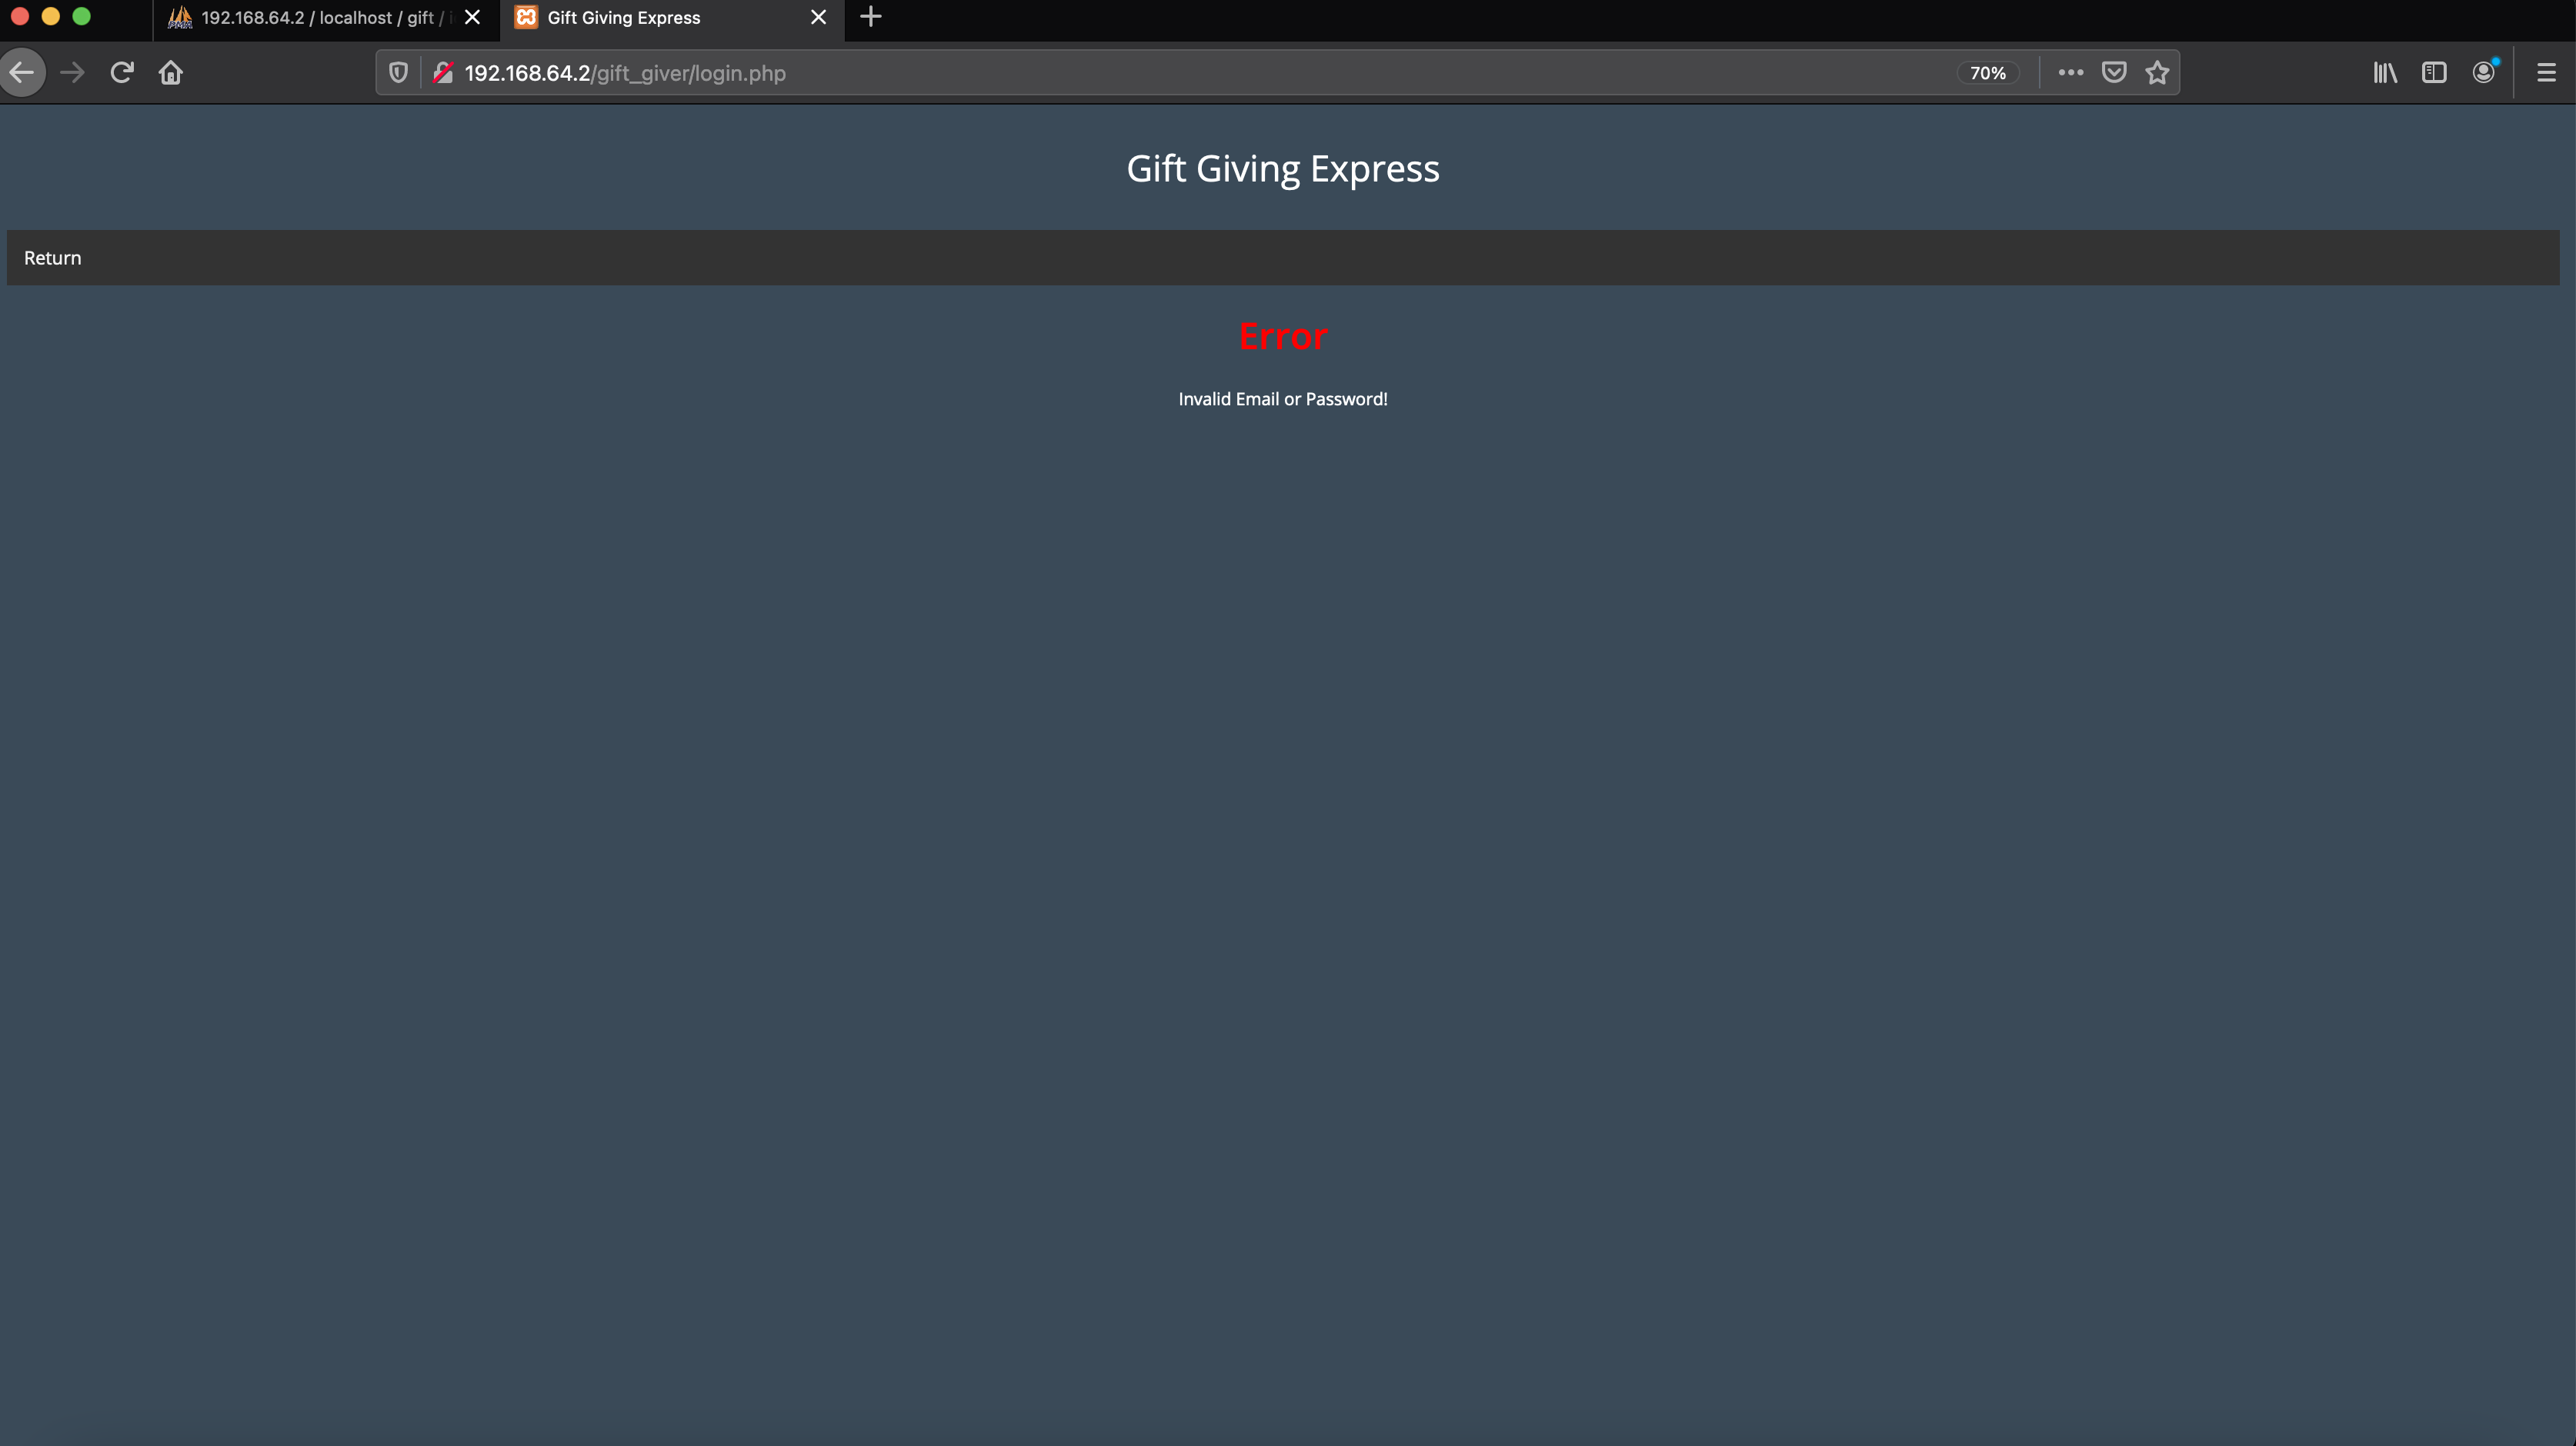 192.168.64.2 / localhost / gift /
Gift Giving Express
192.168.64.2/gift_giver/login.php
70%
Gift Giving Express
Return
Error
Invalid Email or Password!